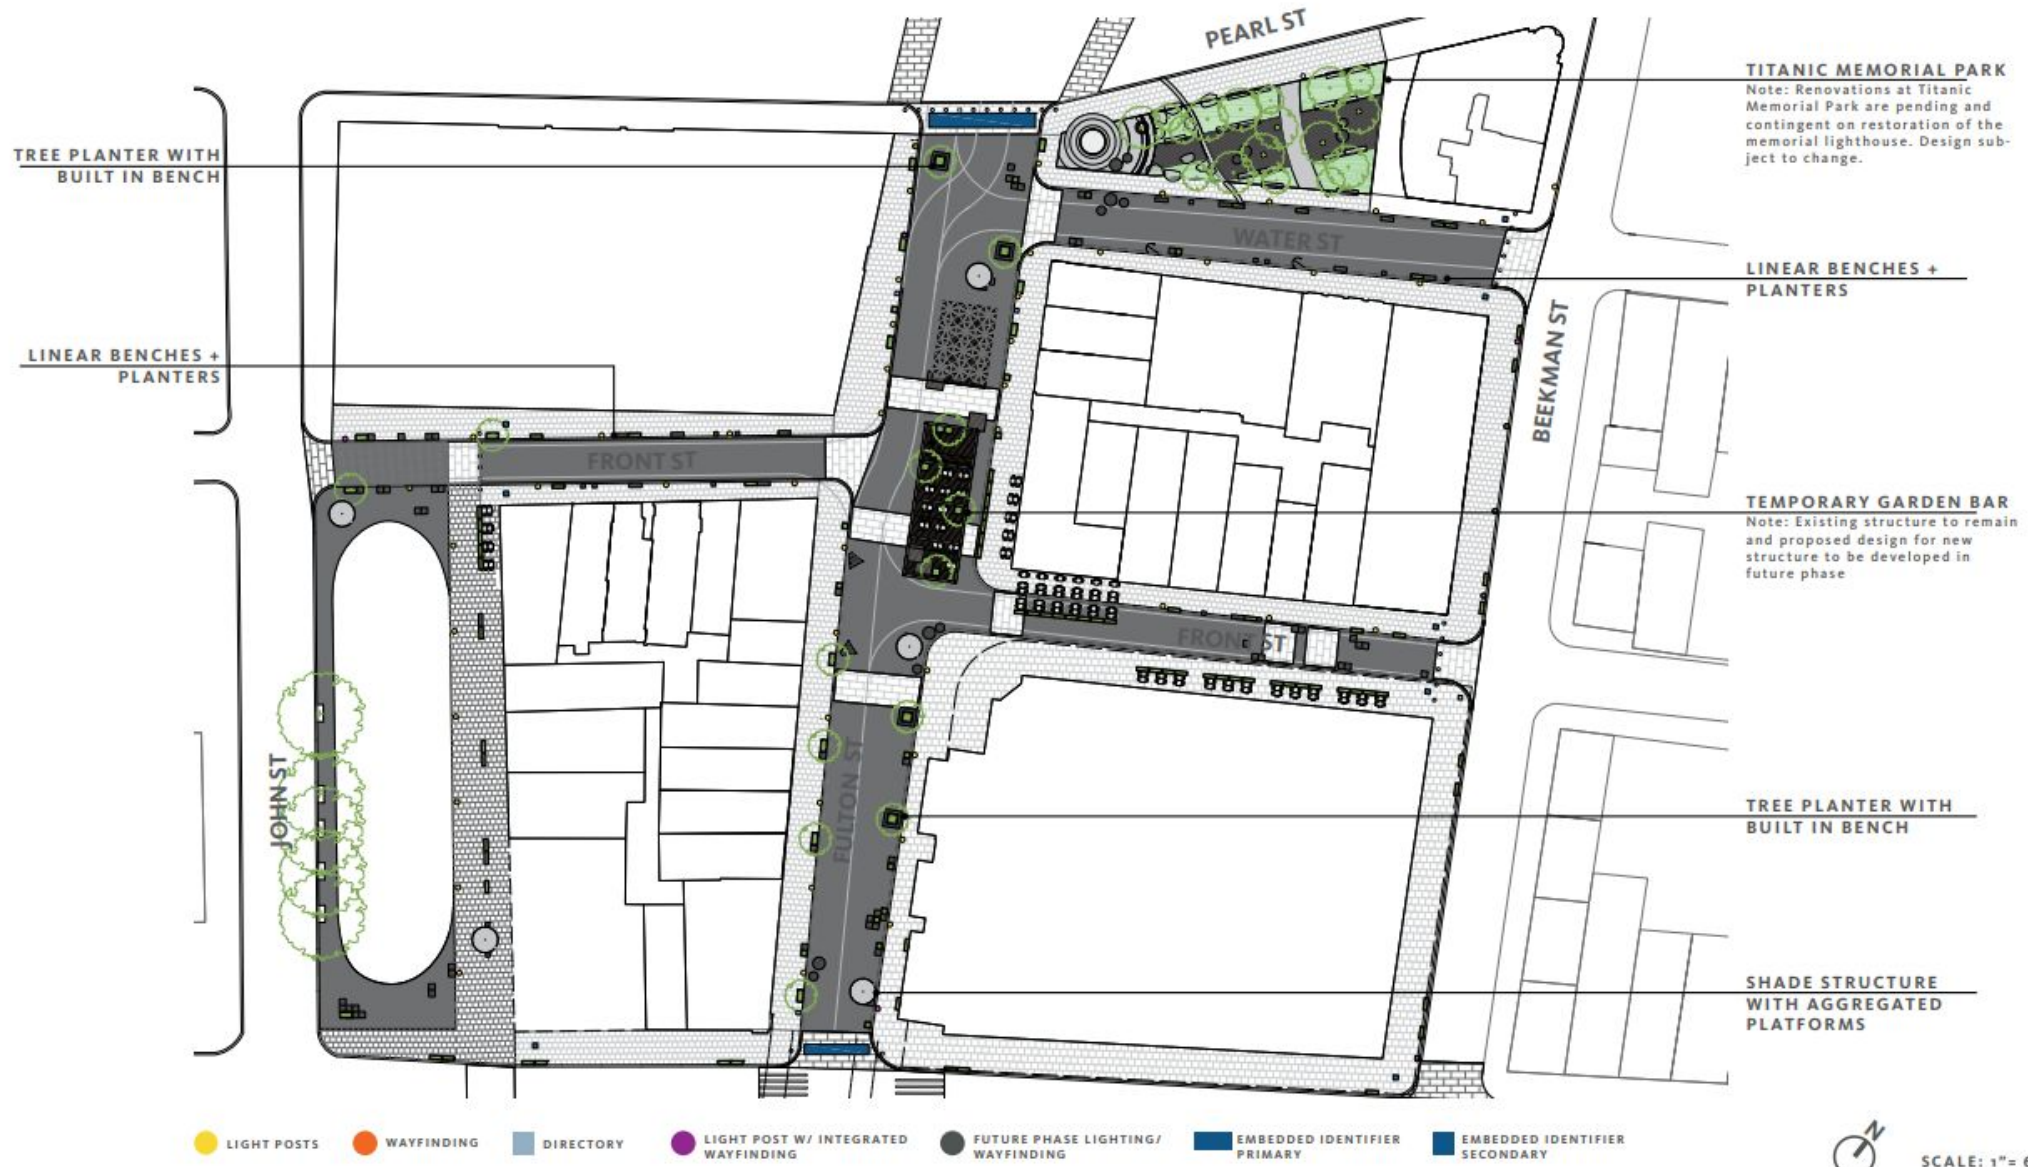 PEARL ST
TITANIC MEMORIAL PARK
Note: Renovations at Titanic
Memorial Park are pending and
contingent on restoration of the
memorial lighthouse. Design sub-
ject to change.
TREE PLANTER WITH
BUILT IN BENCH
WATER ST
LINEAR BENCHES +
PLANTERS
BEEKMAN ST
LINEAR BENCHES +
PLANTERS
FRONT ST
TEMPORARY GARDEN BAR
Note: Existing structure to remain
and proposed design for new
structure to be developed in
future phase
FRONT ST
JOHN ST
FULTON ST
TREE PLANTER WITH
BUILT IN BENCH
SHADE STRUCTURE
WITH AGGREGATED
PLATFORMS
LIGHT POSTS
WAYFINDING
DIRECTORY
LIGHT POST W/ INTEGRATED
WAYFINDING
FUTURE PHASE LIGHTING/
WAYFINDING
EMBEDDED IDENTIFIER
PRIMARY
EMBEDDED IDENTIFIER
SECONDARY
N
SCALE: 1"=